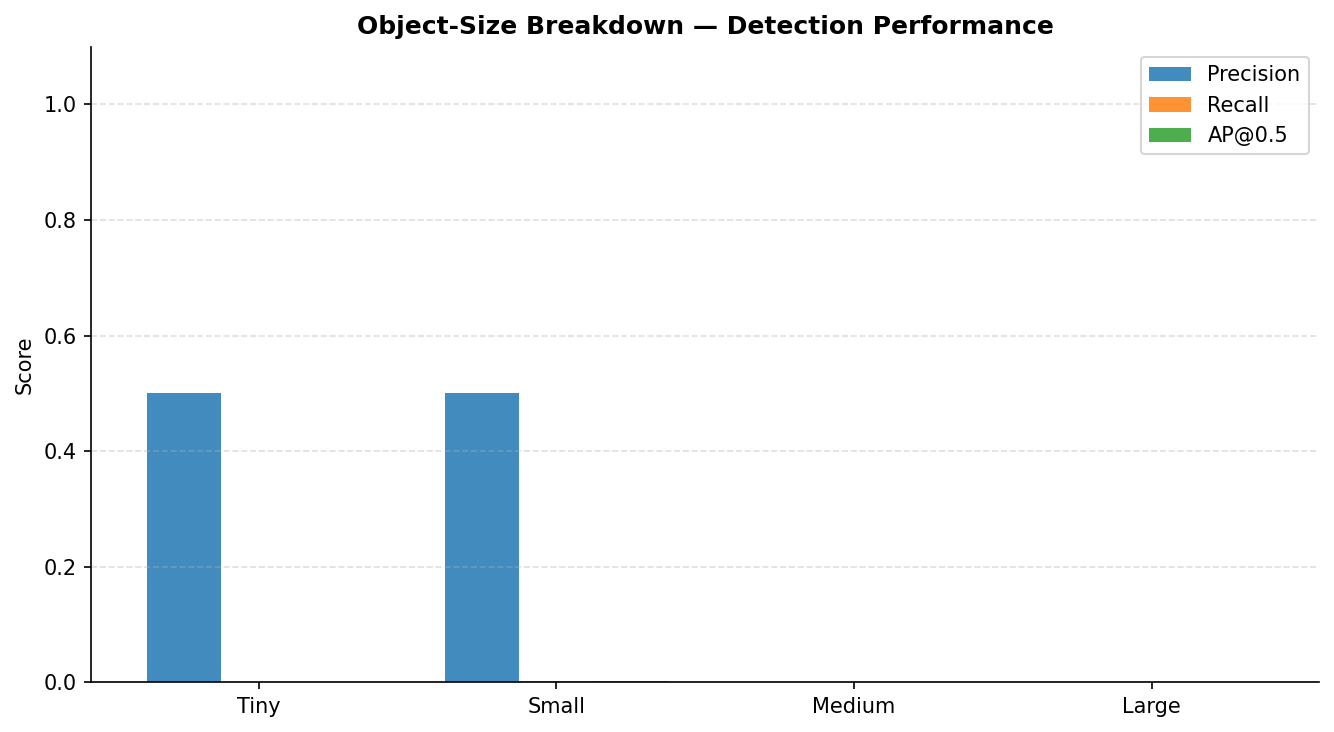 Object-Size Breakdown — Detection Performance
Precision
Recall
AP@0.5
1.0
0.8
0.6
0.4
0.2
0.0
Score
Tiny
Small
Medium
Large